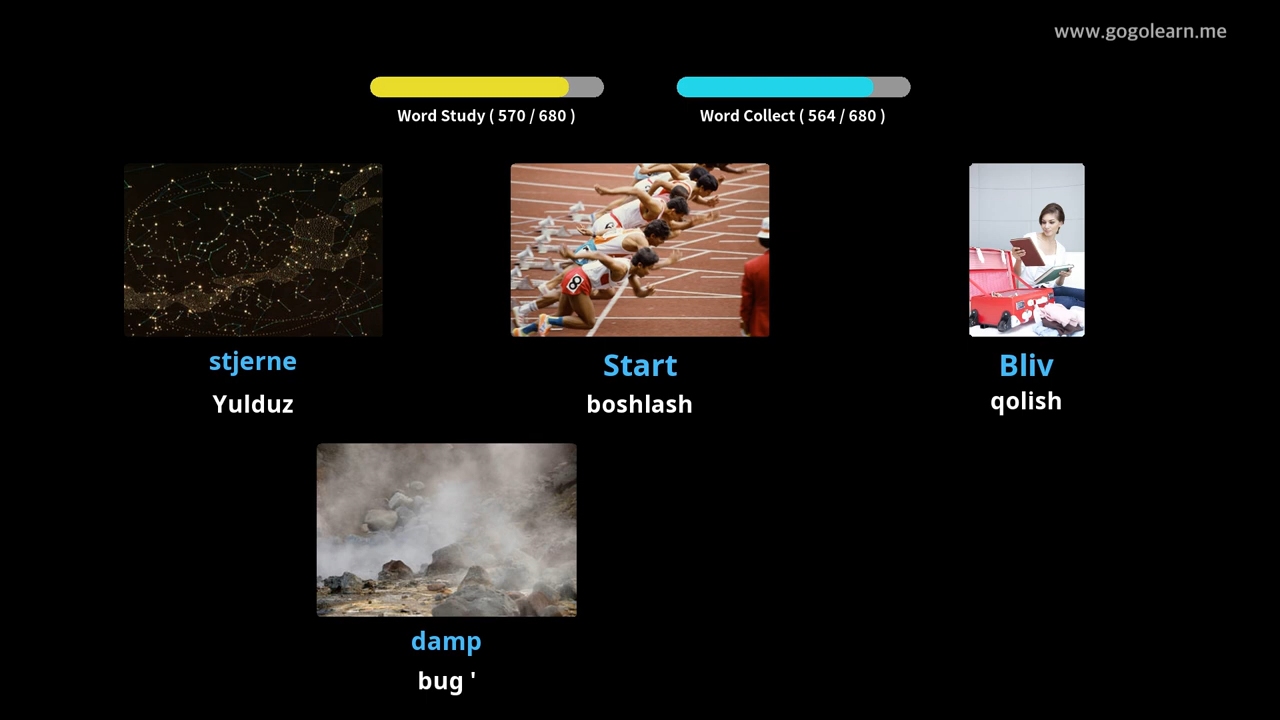 www.gogolearn.me
Word Study ( 570 / 680 )
Word Collect ( 564 / 680 )
stjerne
Yulduz
Start
boshlash
Bliv
qolish
damp
bug '